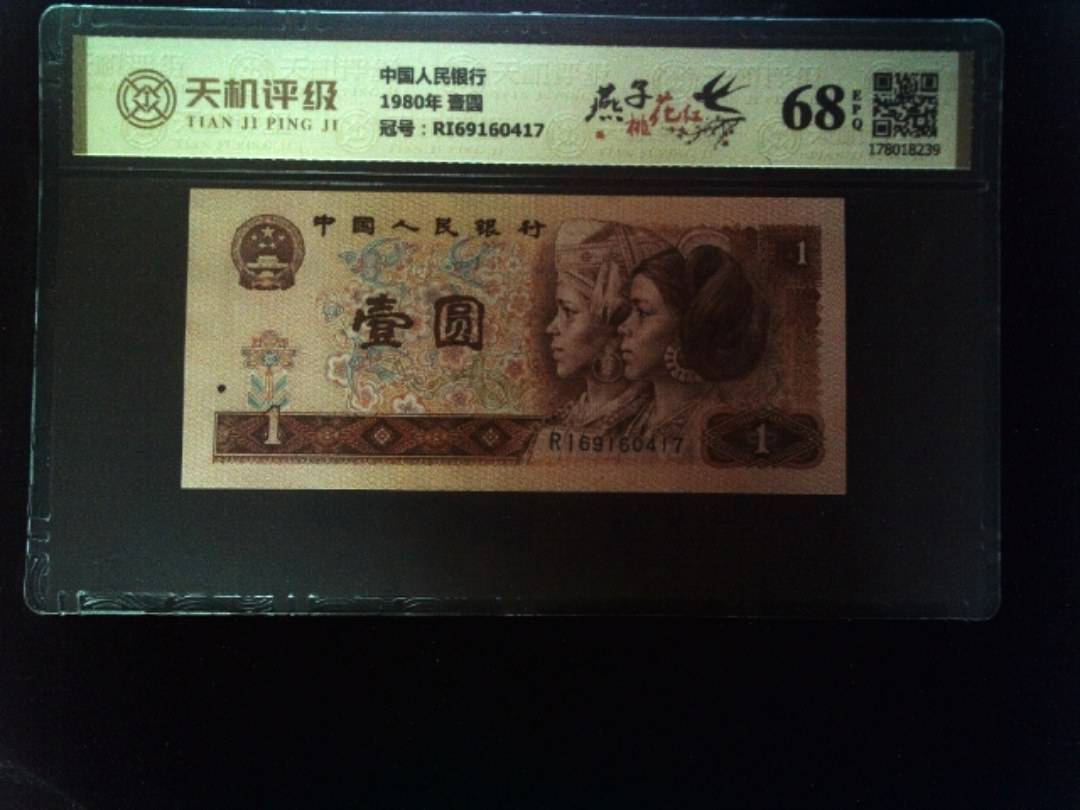 天机评级
TIAN JI PING JI
中国人民银行
1980年 壹圆
冠号：RI69160417
燕子桃花红
68
EPQ
178018239
中国人民银行
1
壹圆
1
RI69160417
1